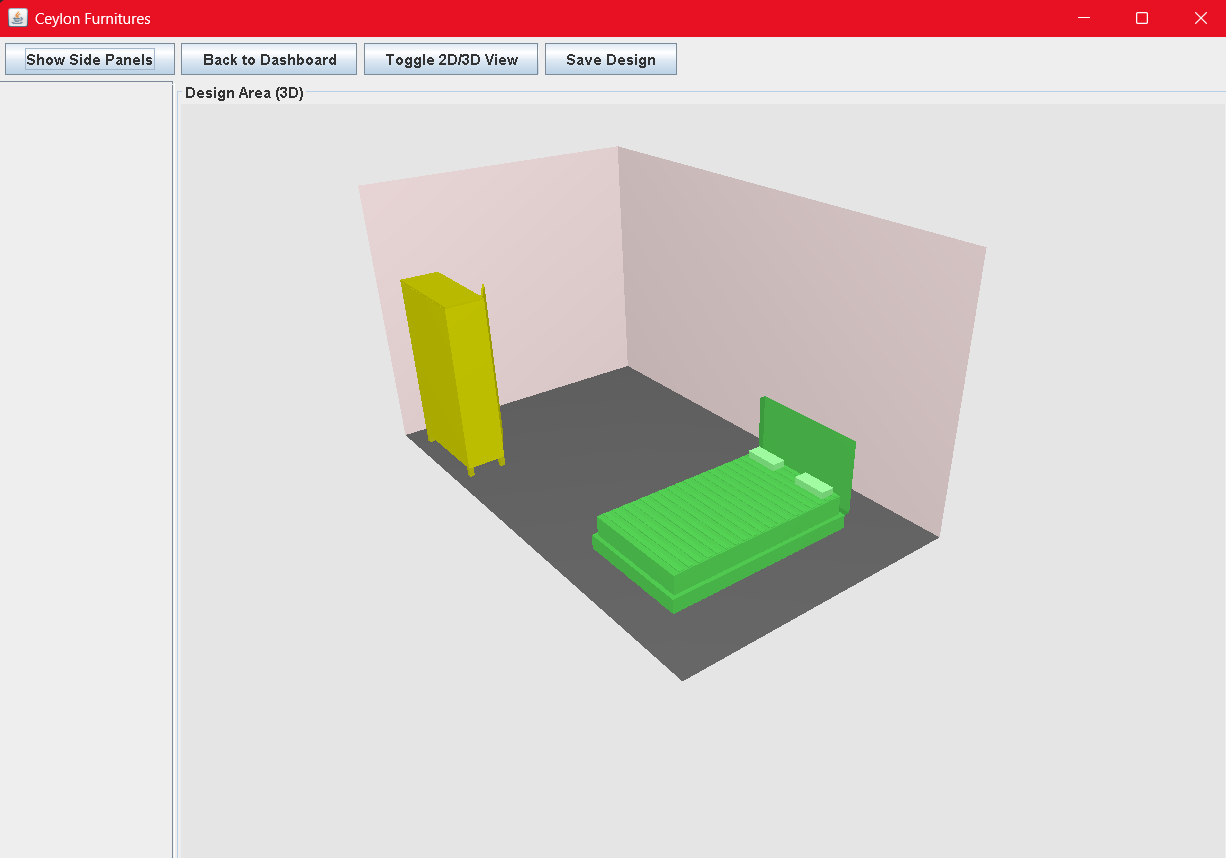 Ceylon Furnitures
Show Side Panels Back to Dashboard Toggle 2D/3D View Save Design
Design Area (3D)